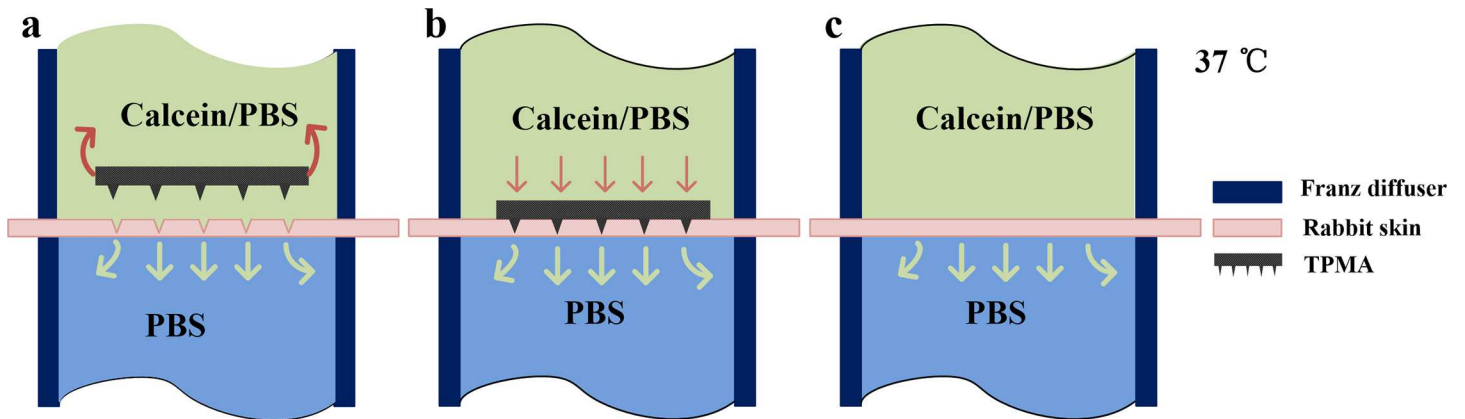 a
b
c
37 ℃
Calcein/PBS
Calcein/PBS
Calcein/PBS
Franz diffuser
Rabbit skin
TPMA
PBS
PBS
PBS